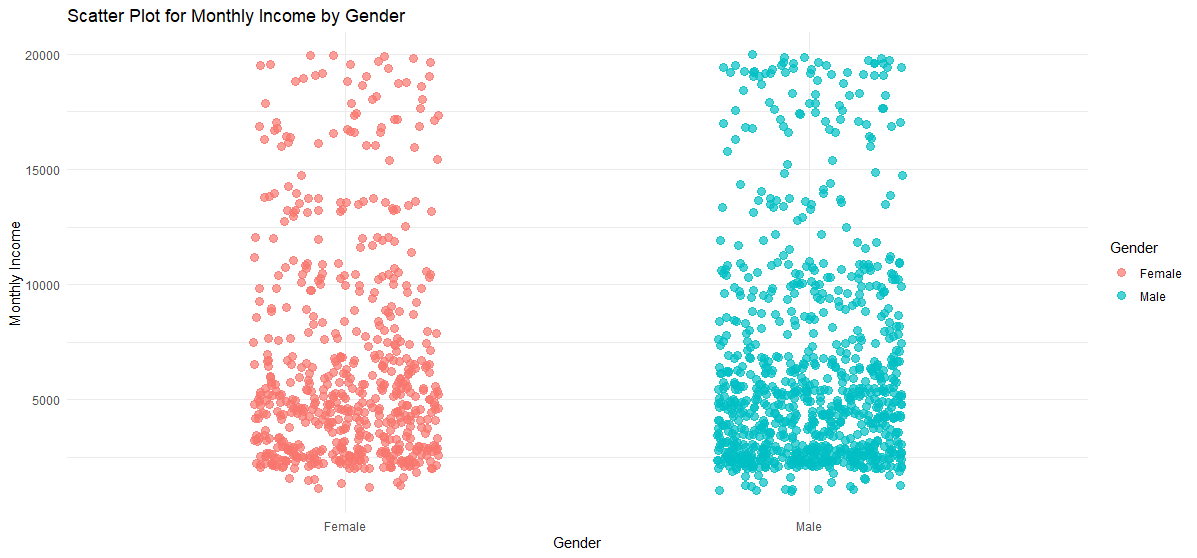 Scatter Plot for Monthly Income by Gender
Monthly Income
20000
15000
10000
5000
Female
Male
Gender
Gender
Female
Male